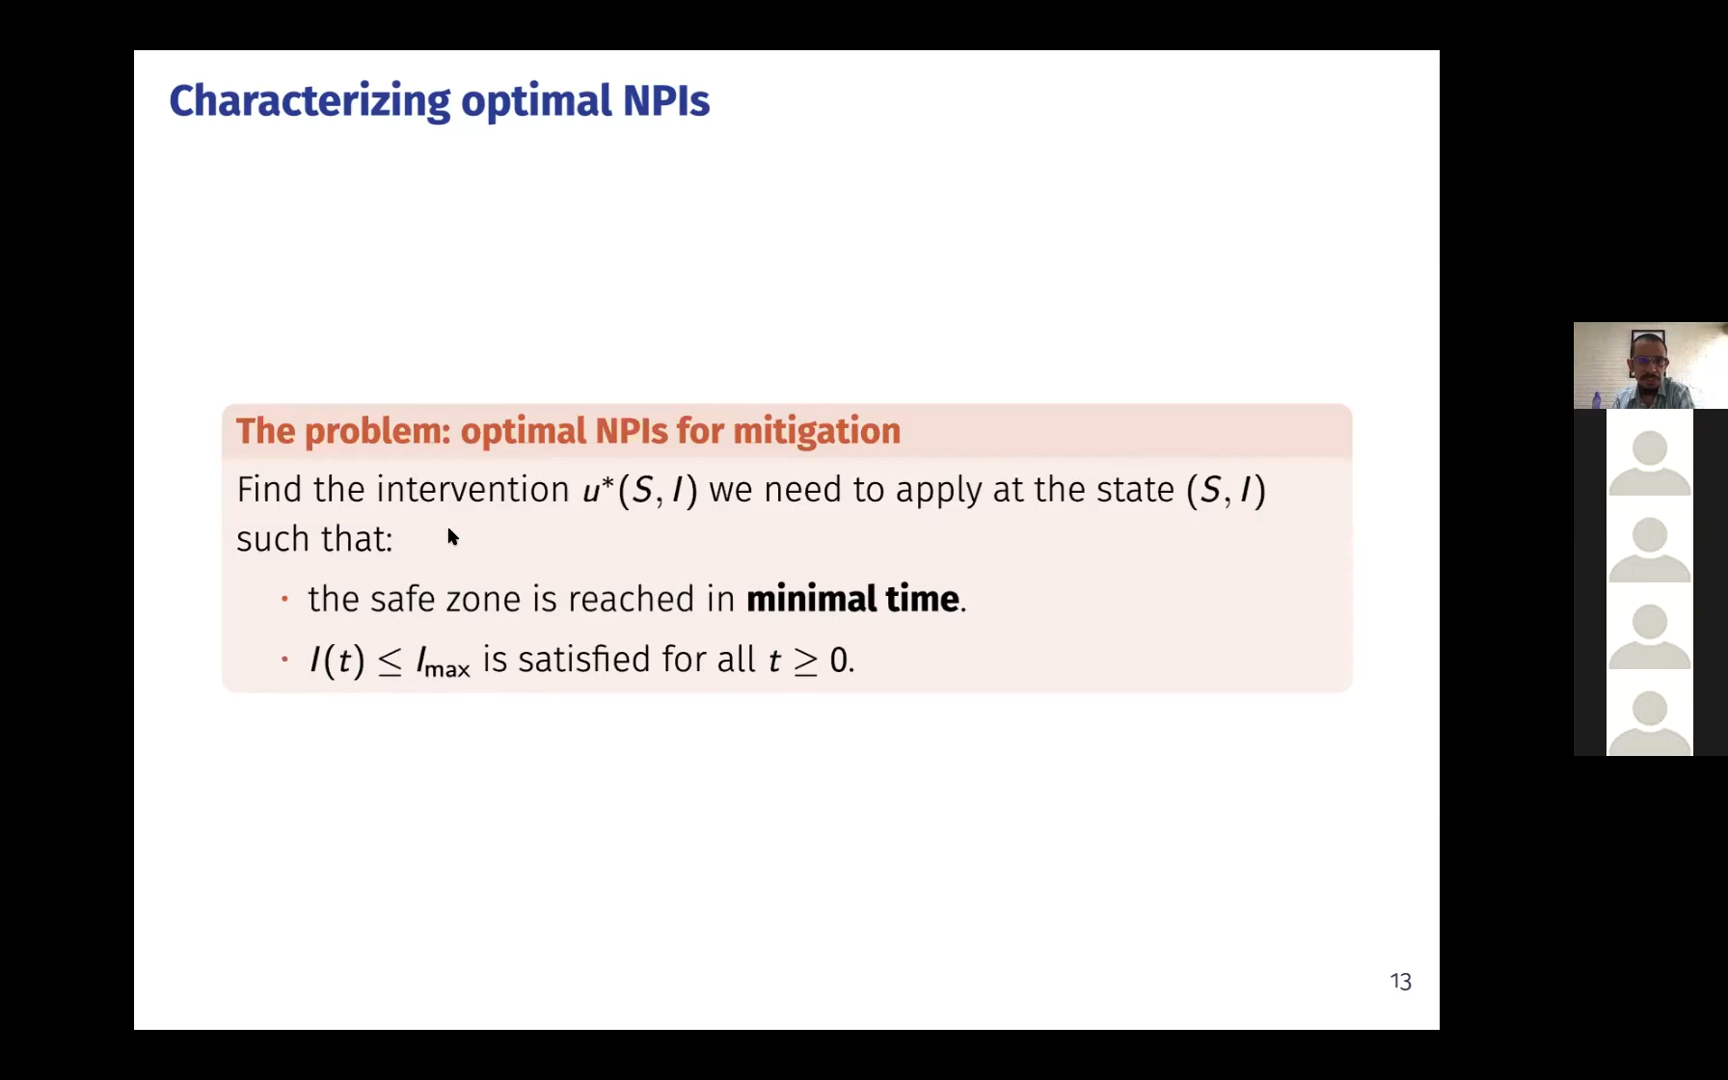 Characterizing optimal NPIs
The problem: optimal NPIs for mitigation
Find the intervention u*(S, I) we need to apply at the state (S, I)
such that:
· the safe zone is reached in minimal time.
· I(t) ≤ Imax is satisfied for all t ≥ 0.
13